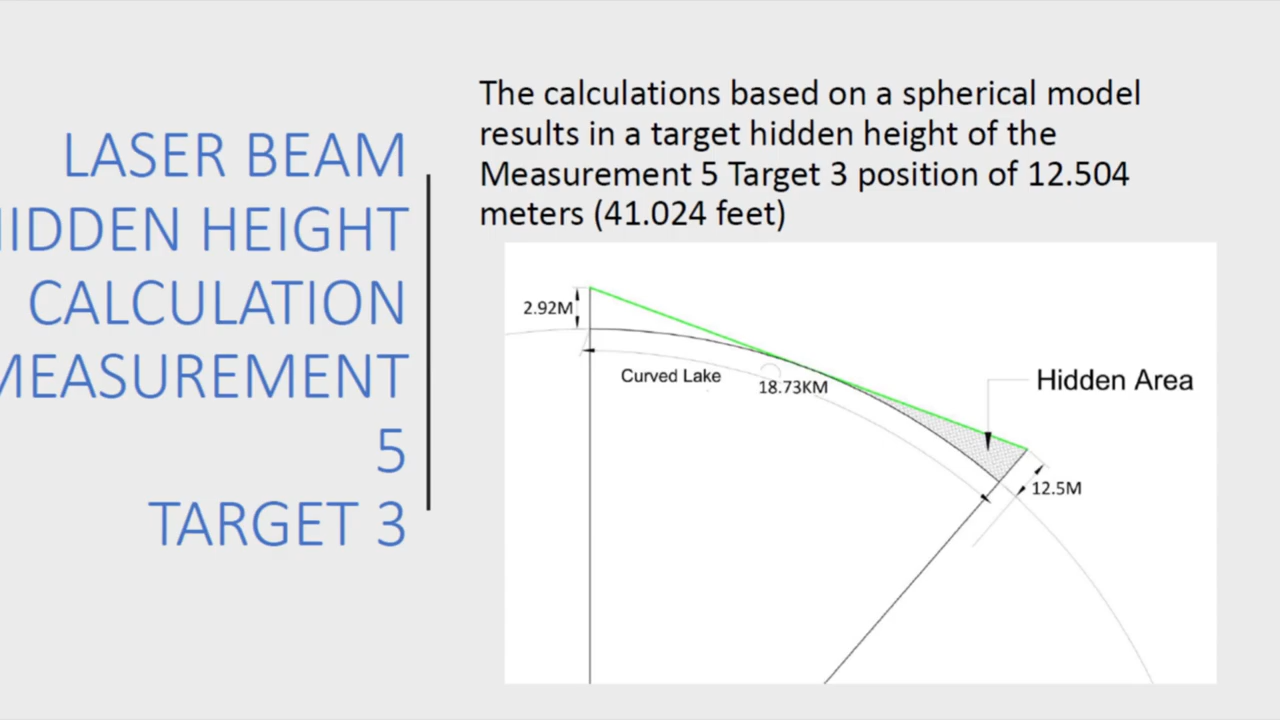 LASER BEAM
IDDEN HEIGHT
CALCULATION
MEASUREMENT
5
TARGET 3
The calculations based on a spherical model
results in a target hidden height of the
Measurement 5 Target 3 position of 12.504
meters (41.024 feet)
2.92M
Curved Lake
18.73KM
Hidden Area
12.5M